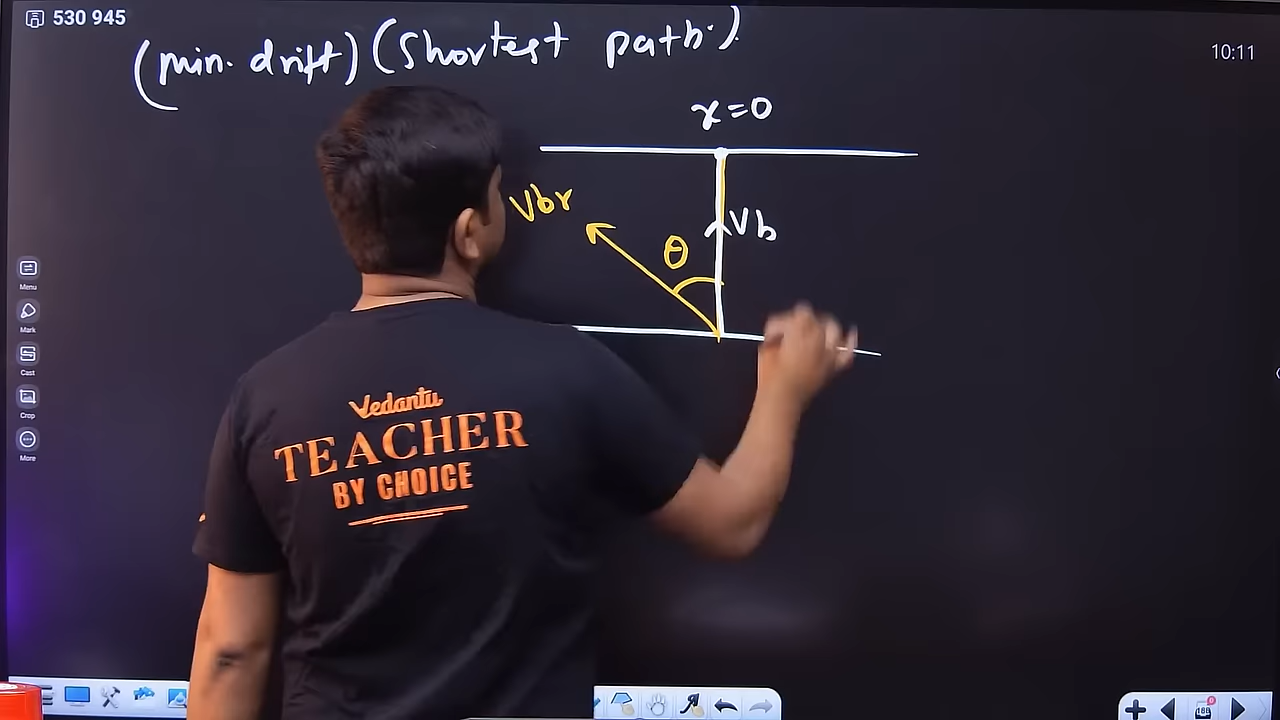 530 945
(min. drift) (shortest path.)
10:11
x=0
Vbr
Vb
θ
Menu
Mark
Cast
Crop
More
Vedantu
TEACHER
BY CHOICE